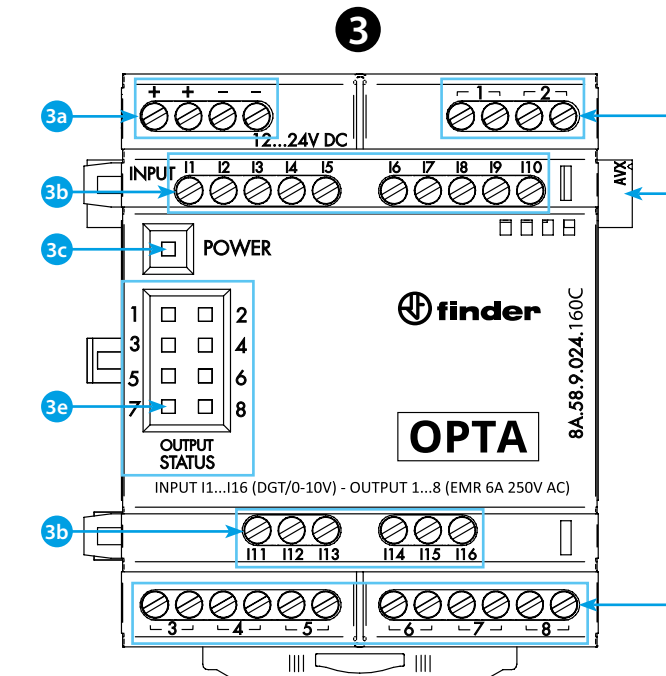 3
+ + − − 1 2
3a
12...24V DC
INPUT I1 I2 I3 I4 I5 I6 I7 I8 I9 I10 AVX
3b
3c POWER
finder
1 2
3 4
5 6
3e 7 8
8A.58.9.024.160C
OPTA
OUTPUT
STATUS
INPUT I1...I16 (DGT/0-10V) - OUTPUT 1...8 (EMR 6A 250V AC)
3b
I11 I12 I13 I14 I15 I16
3 4 5 6 7 8